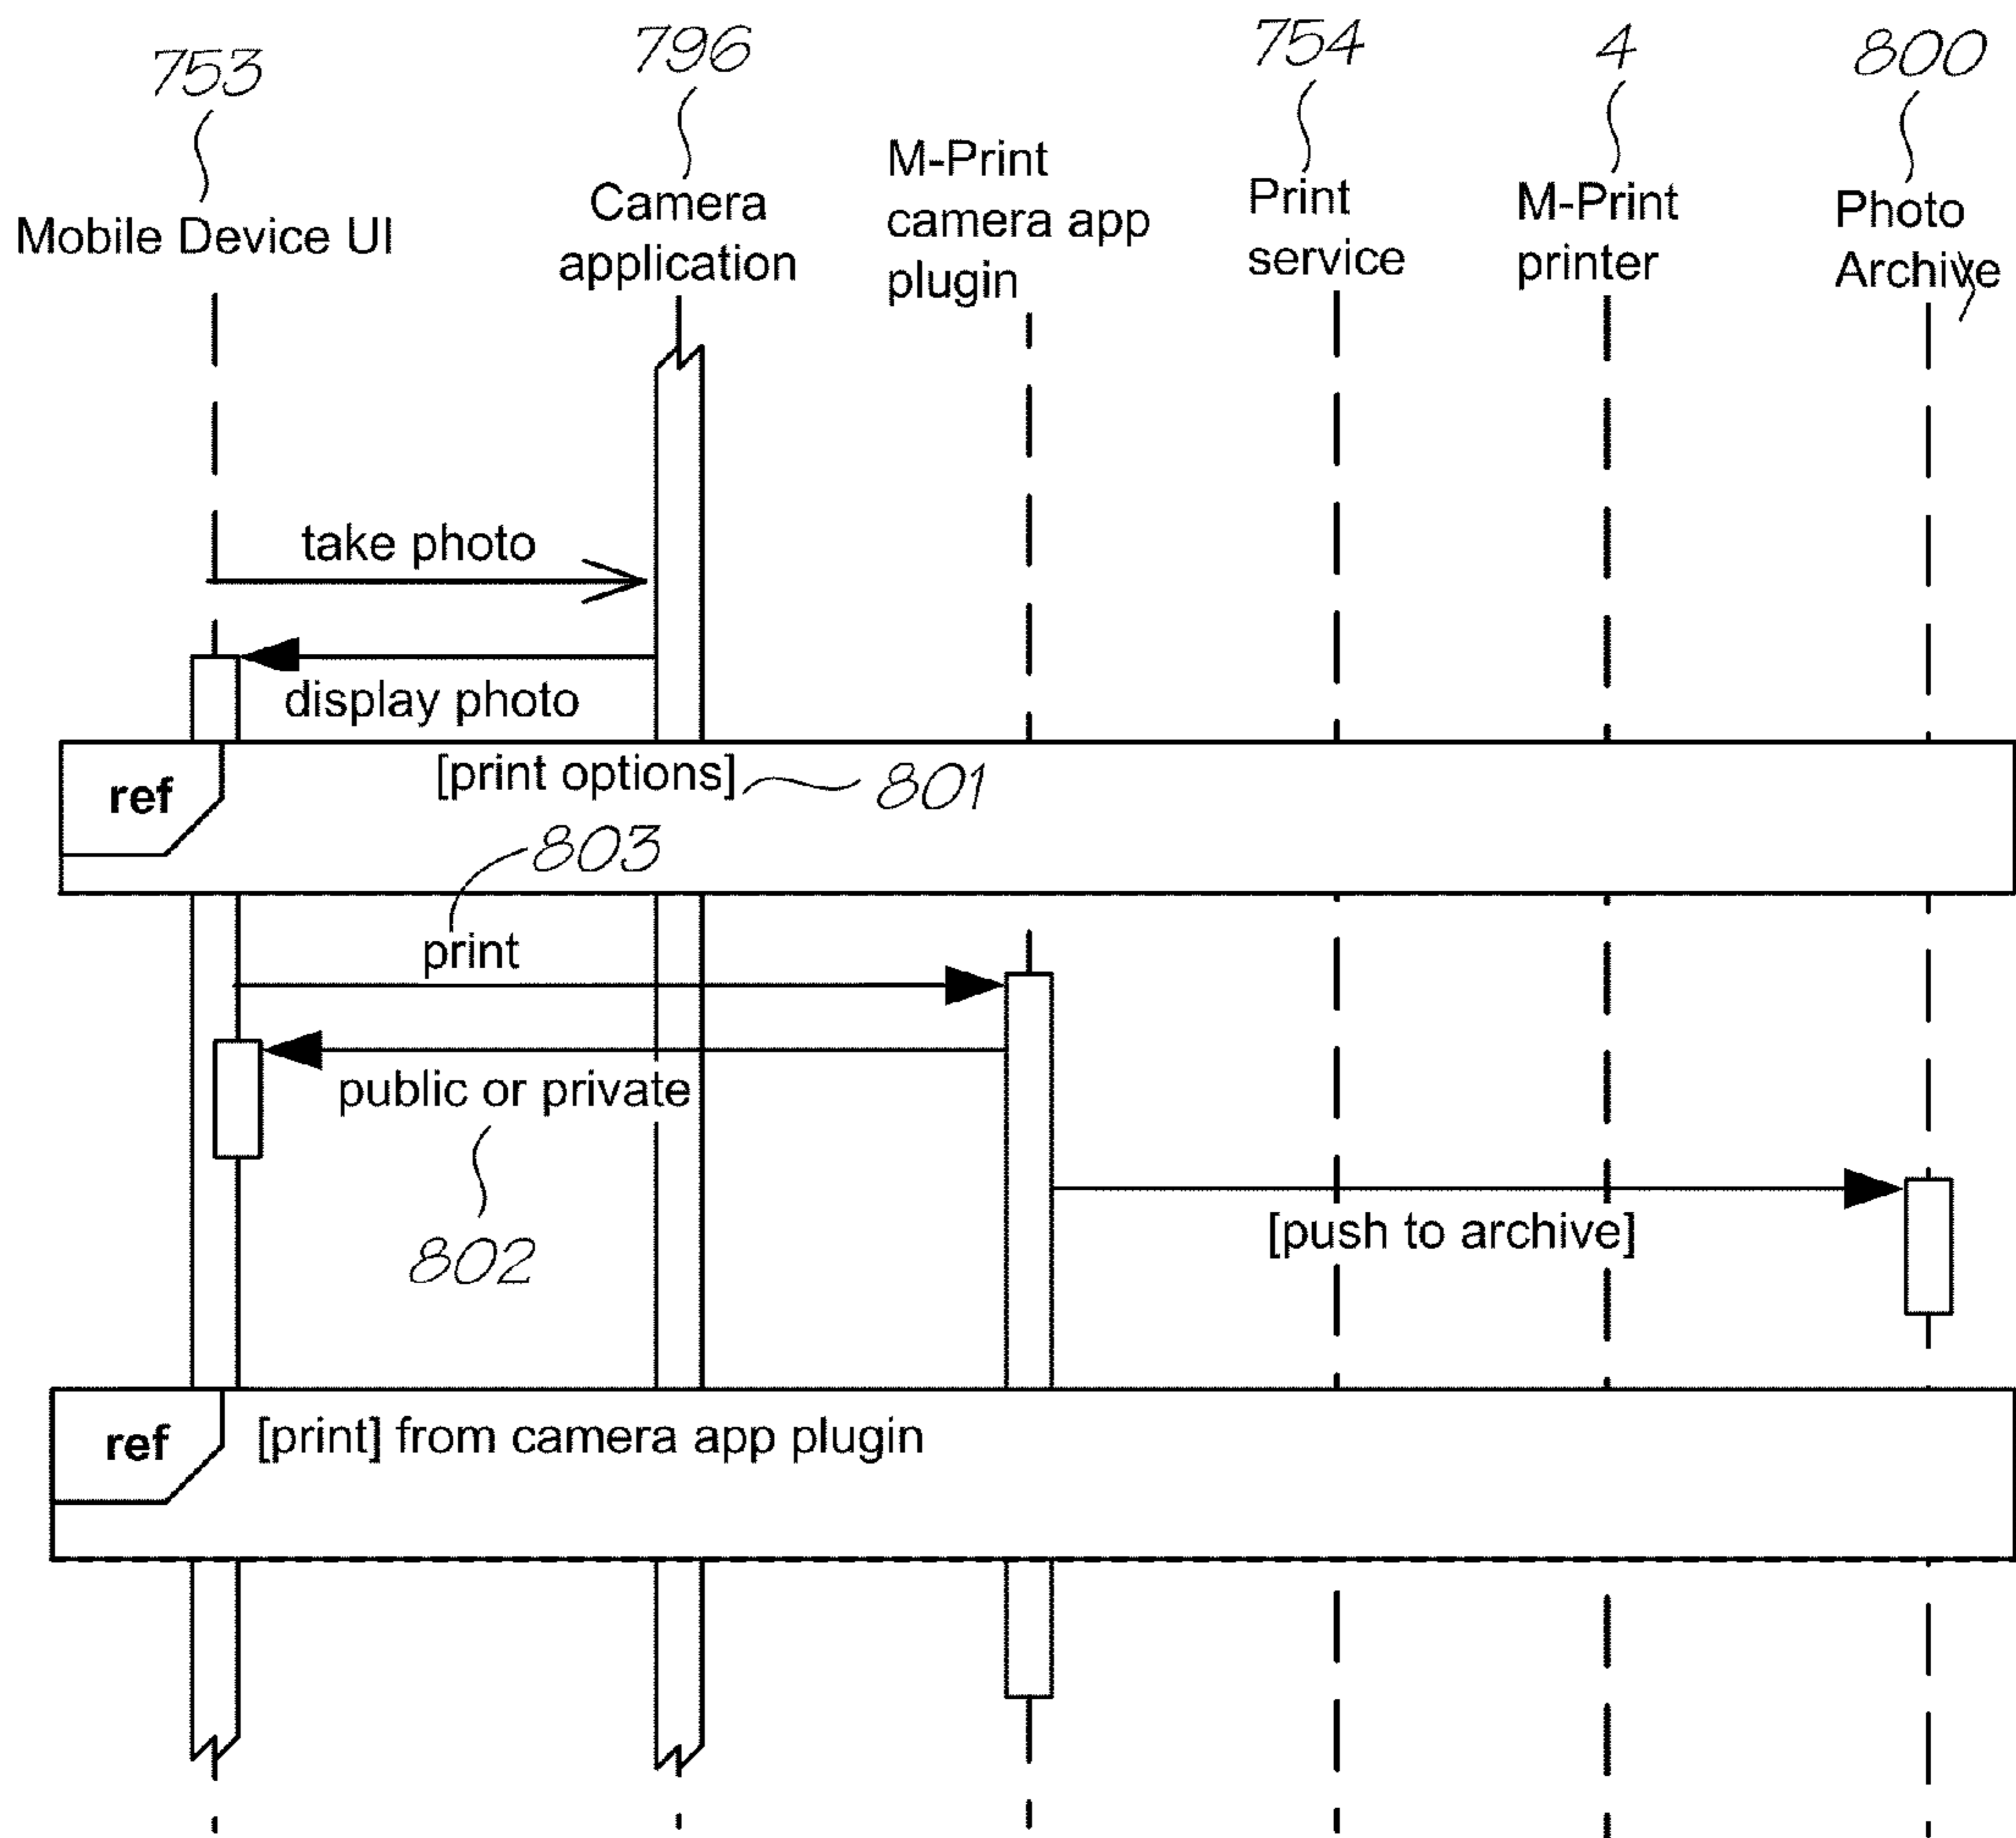 753
796
754
4
800
Mobile Device UI
Camera
application
M-Print
camera app
plugin
Print
service
M-Print
printer
Photo
Archive
take photo
display photo
ref
[print options]
801
803
print
public or private
802
[push to archive]
ref
[print] from camera app plugin